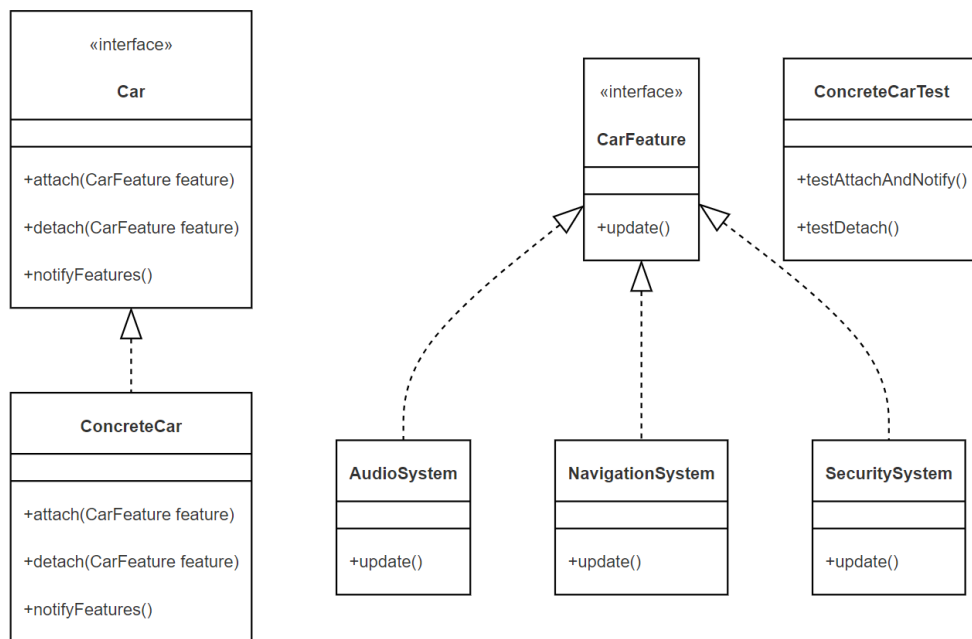 «interface»
Car
+attach(CarFeature feature)
+detach(CarFeature feature)
+notifyFeatures()
ConcreteCar
+attach(CarFeature feature)
+detach(CarFeature feature)
+notifyFeatures()
«interface»
CarFeature
+update()
ConcreteCarTest
+testAttachAndNotify()
+testDetach()
AudioSystem
+update()
NavigationSystem
+update()
SecuritySystem
+update()